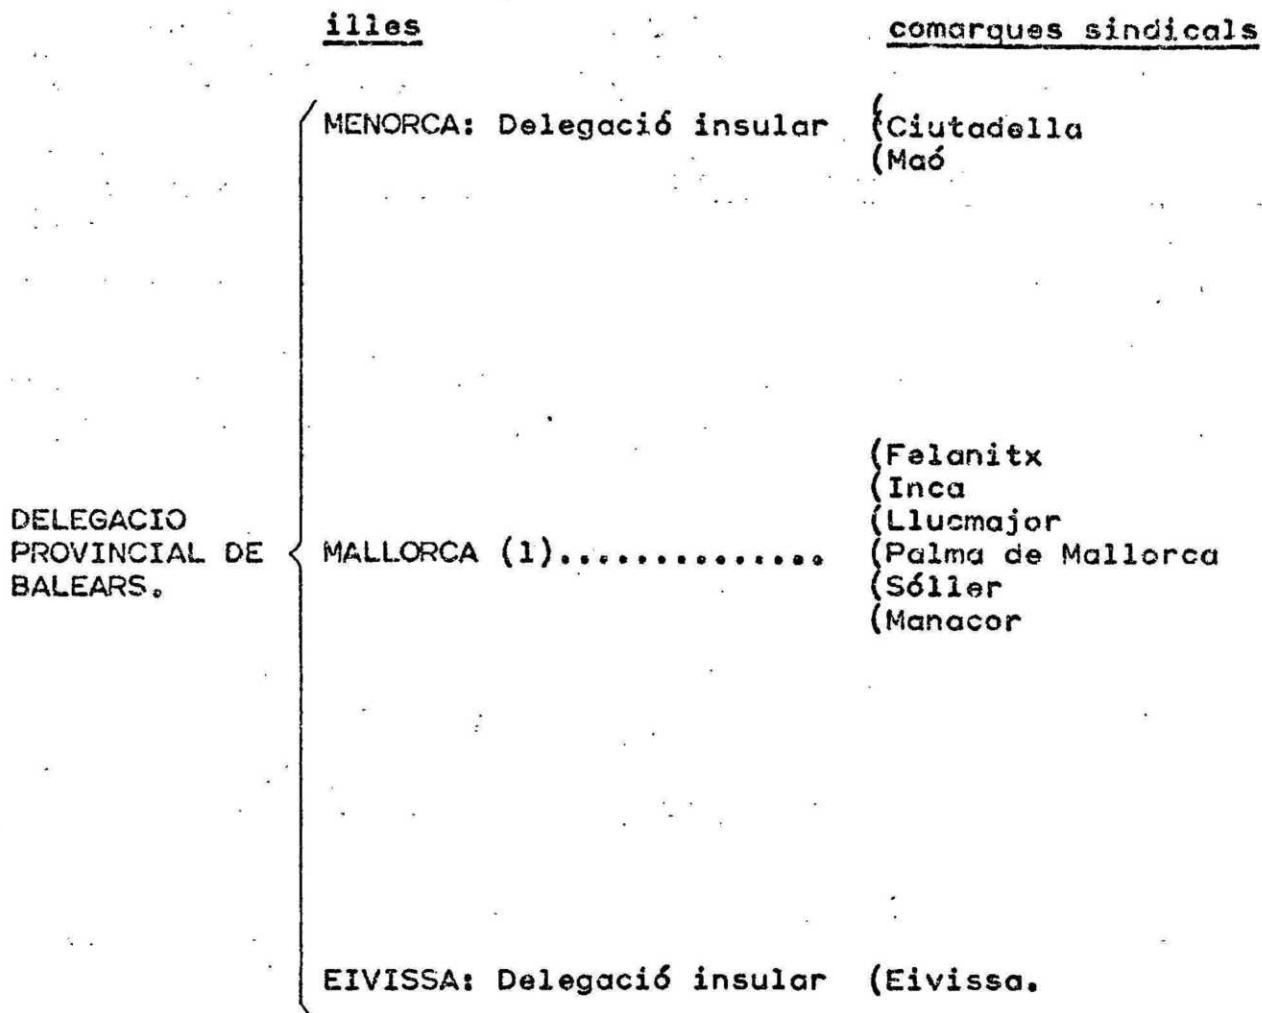 illes comarques sindicals
MENORCA: Delegació insular (Ciutadella
(Maó
(Felanitx
(Inca
DELEGACIO (Llucmajor
PROVINCIAL DE MALLORCA (1)............... (Palma de Mallorca
BALEARS. (Sóller
(Manacor
EIVISSA: Delegació insular (Eivissa.